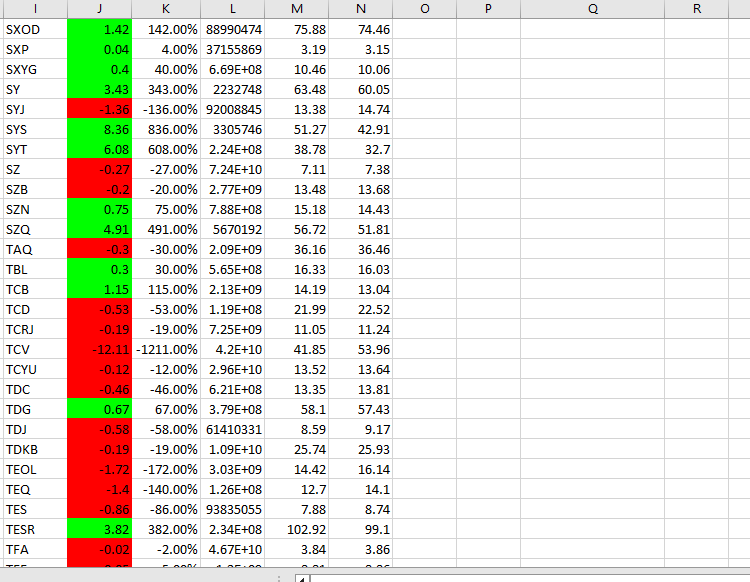 I J K L M N O P Q R
SXOD 1.42 142.00% 88990474 75.88 74.46
SXP 0.04 4.00% 37155869 3.19 3.15
SXYG 0.4 40.00% 6.69E+08 10.46 10.06
SY 3.43 343.00% 2232748 63.48 60.05
SYJ -1.36 -136.00% 92008845 13.38 14.74
SYS 8.36 836.00% 3305746 51.27 42.91
SYT 6.08 608.00% 2.24E+08 38.78 32.7
SZ -0.27 -27.00% 7.24E+10 7.11 7.38
SZB -0.2 -20.00% 2.77E+09 13.48 13.68
SZN 0.75 75.00% 7.88E+08 15.18 14.43
SZQ 4.91 491.00% 5670192 56.72 51.81
TAQ -0.3 -30.00% 2.09E+09 36.16 36.46
TBL 0.3 30.00% 5.65E+08 16.33 16.03
TCB 1.15 115.00% 2.13E+09 14.19 13.04
TCD -0.53 -53.00% 1.19E+08 21.99 22.52
TCRJ -0.19 -19.00% 7.25E+09 11.05 11.24
TCV -12.11 -1211.00% 4.2E+10 41.85 53.96
TCYU -0.12 -12.00% 2.96E+10 13.52 13.64
TDC -0.46 -46.00% 6.21E+08 13.35 13.81
TDG 0.67 67.00% 3.79E+08 58.1 57.43
TDJ -0.58 -58.00% 61410331 8.59 9.17
TDKB -0.19 -19.00% 1.09E+10 25.74 25.93
TEOL -1.72 -172.00% 3.03E+09 14.42 16.14
TEQ -1.4 -140.00% 1.26E+08 12.7 14.1
TES -0.86 -86.00% 93835055 7.88 8.74
TESR 3.82 382.00% 2.34E+08 102.92 99.1
TFA -0.02 -2.00% 4.67E+10 3.84 3.86